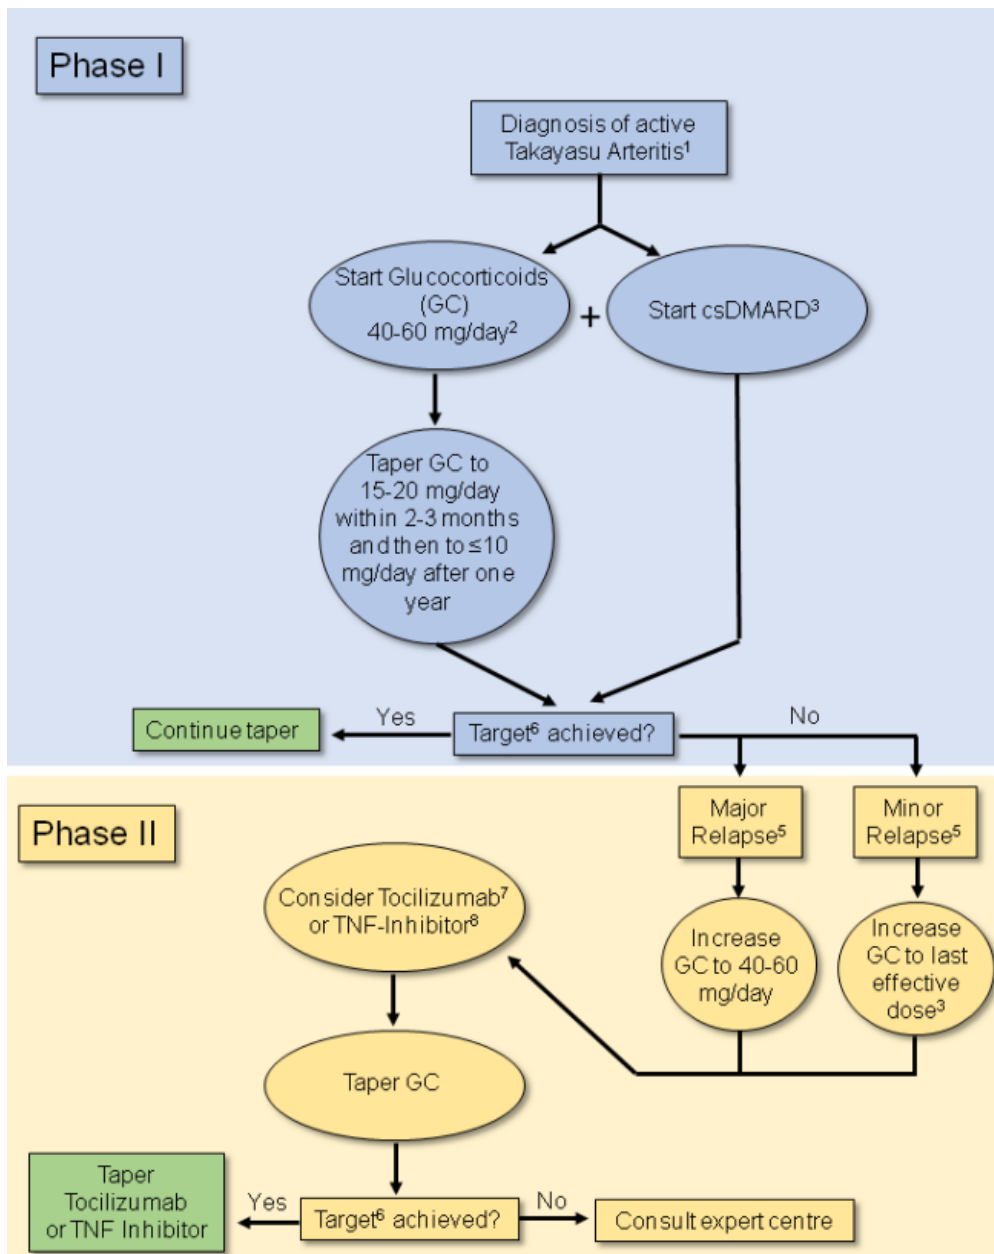 Phase I
Diagnosis of active
Takayasu Arteritis¹
Start Glucocorticoids
(GC)
40-60 mg/day²
+
Start csDMARD³
Taper GC to
15-20 mg/day
within 2-3 months
and then to ≤10
mg/day after one
year
Continue taper
Yes
Target⁶ achieved?
No
Phase II
Major
Relapse⁵
Minor
Relapse⁵
Consider Tocilizumab⁷
or TNF-Inhibitor⁸
Increase
GC to 40-60
mg/day
Increase
GC to last
effective
dose³
Taper GC
Taper
Tocilizumab
or TNF Inhibitor
Yes
Target⁶ achieved?
No
Consult expert centre